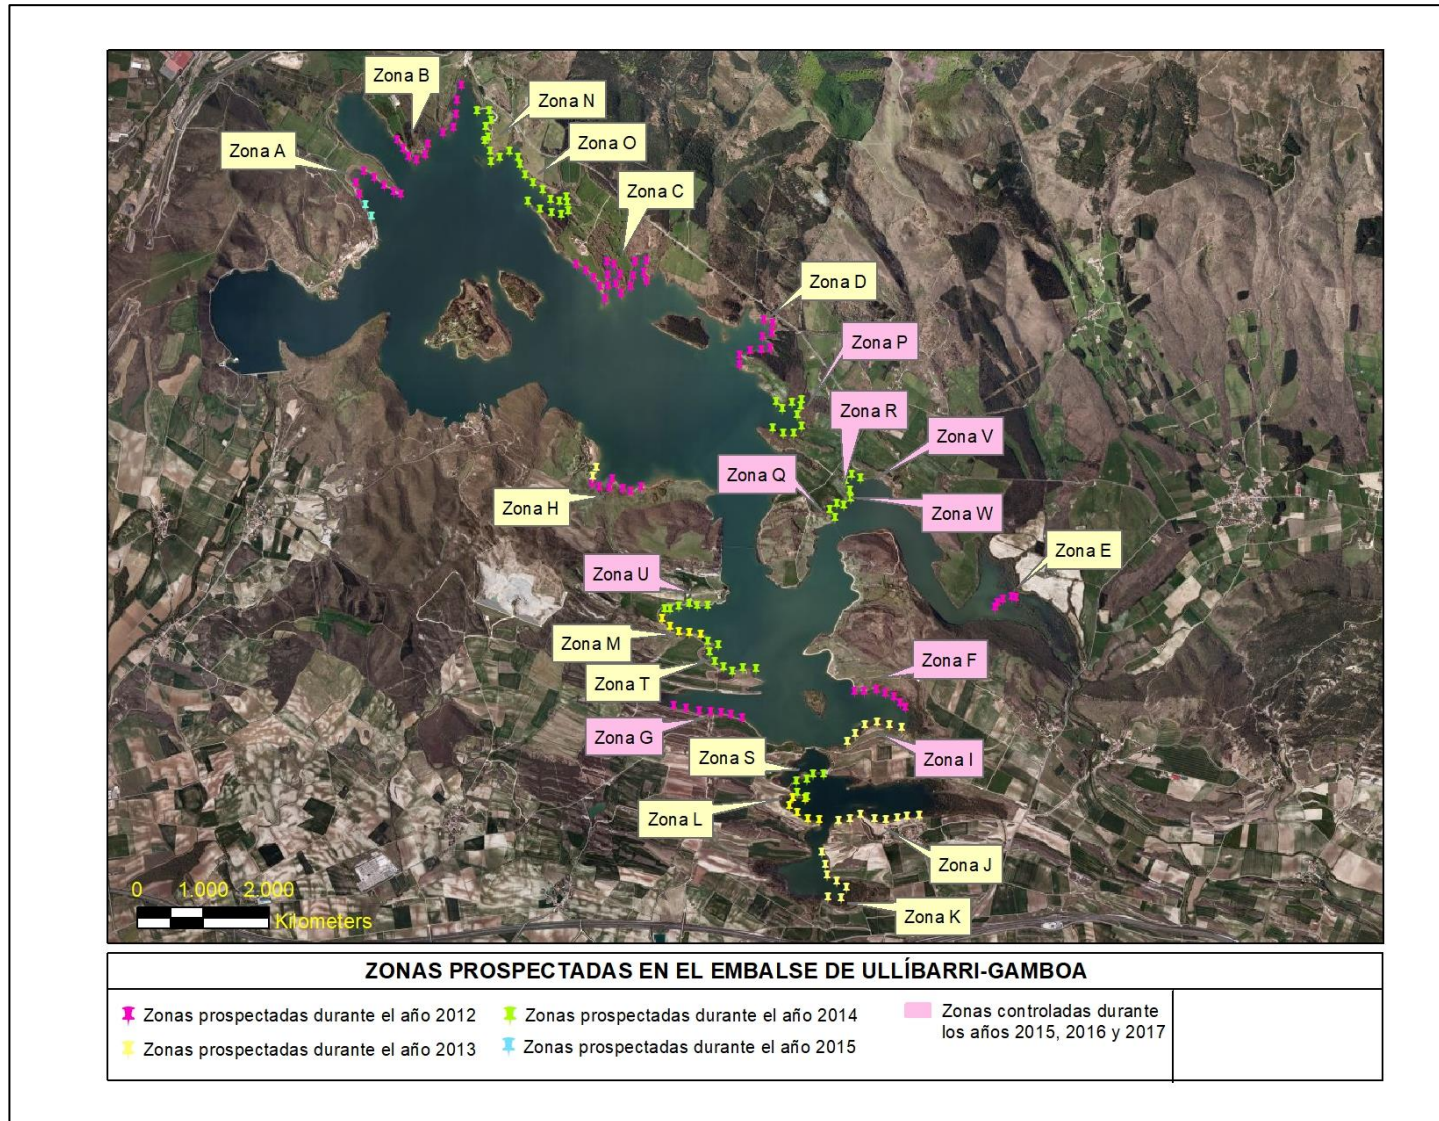 Zona B
Zona N
Zona A
Zona O
Zona C
Zona D
Zona P
Zona R
Zona V
Zona Q
Zona H
Zona W
Zona E
Zona U
Zona M
Zona F
Zona T
Zona G
Zona S
Zona I
Zona L
Zona J
Zona K
0 1.000 2.000
Kilometers
ZONAS PROSPECTADAS EN EL EMBALSE DE ULLÍBARRI-GAMBOA
Zonas prospectadas durante el año 2012
Zonas prospectadas durante el año 2013
Zonas prospectadas durante el año 2014
Zonas prospectadas durante el año 2015
Zonas controladas durante
los años 2015, 2016 y 2017